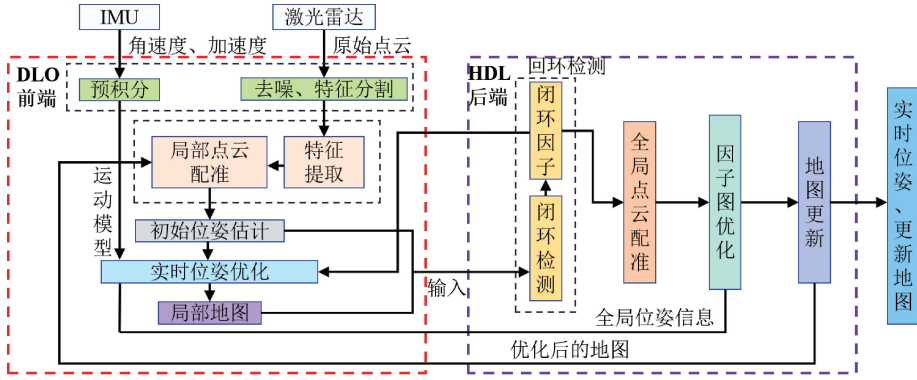 IMU
激光雷达
角速度、加速度
原始点云
DLO
前端
预积分
去噪、特征分割
局部点云
配准
特征
提取
运动模型
初始位姿估计
实时位姿优化
局部地图
输入
HDL
后端
回环检测
闭环因子
闭环检测
全局点云配准
因子图优化
地图更新
实时位姿、更新地图
全局位姿信息
优化后的地图